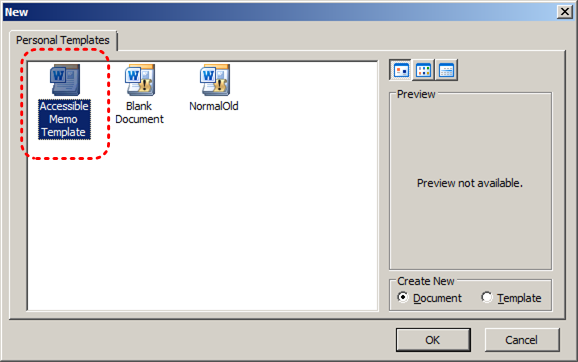 New
Personal Templates
Accessible
Memo
Template
Blank
Document
NormalOld
Preview
Preview not available.
Create New
Document
Template
OK
Cancel